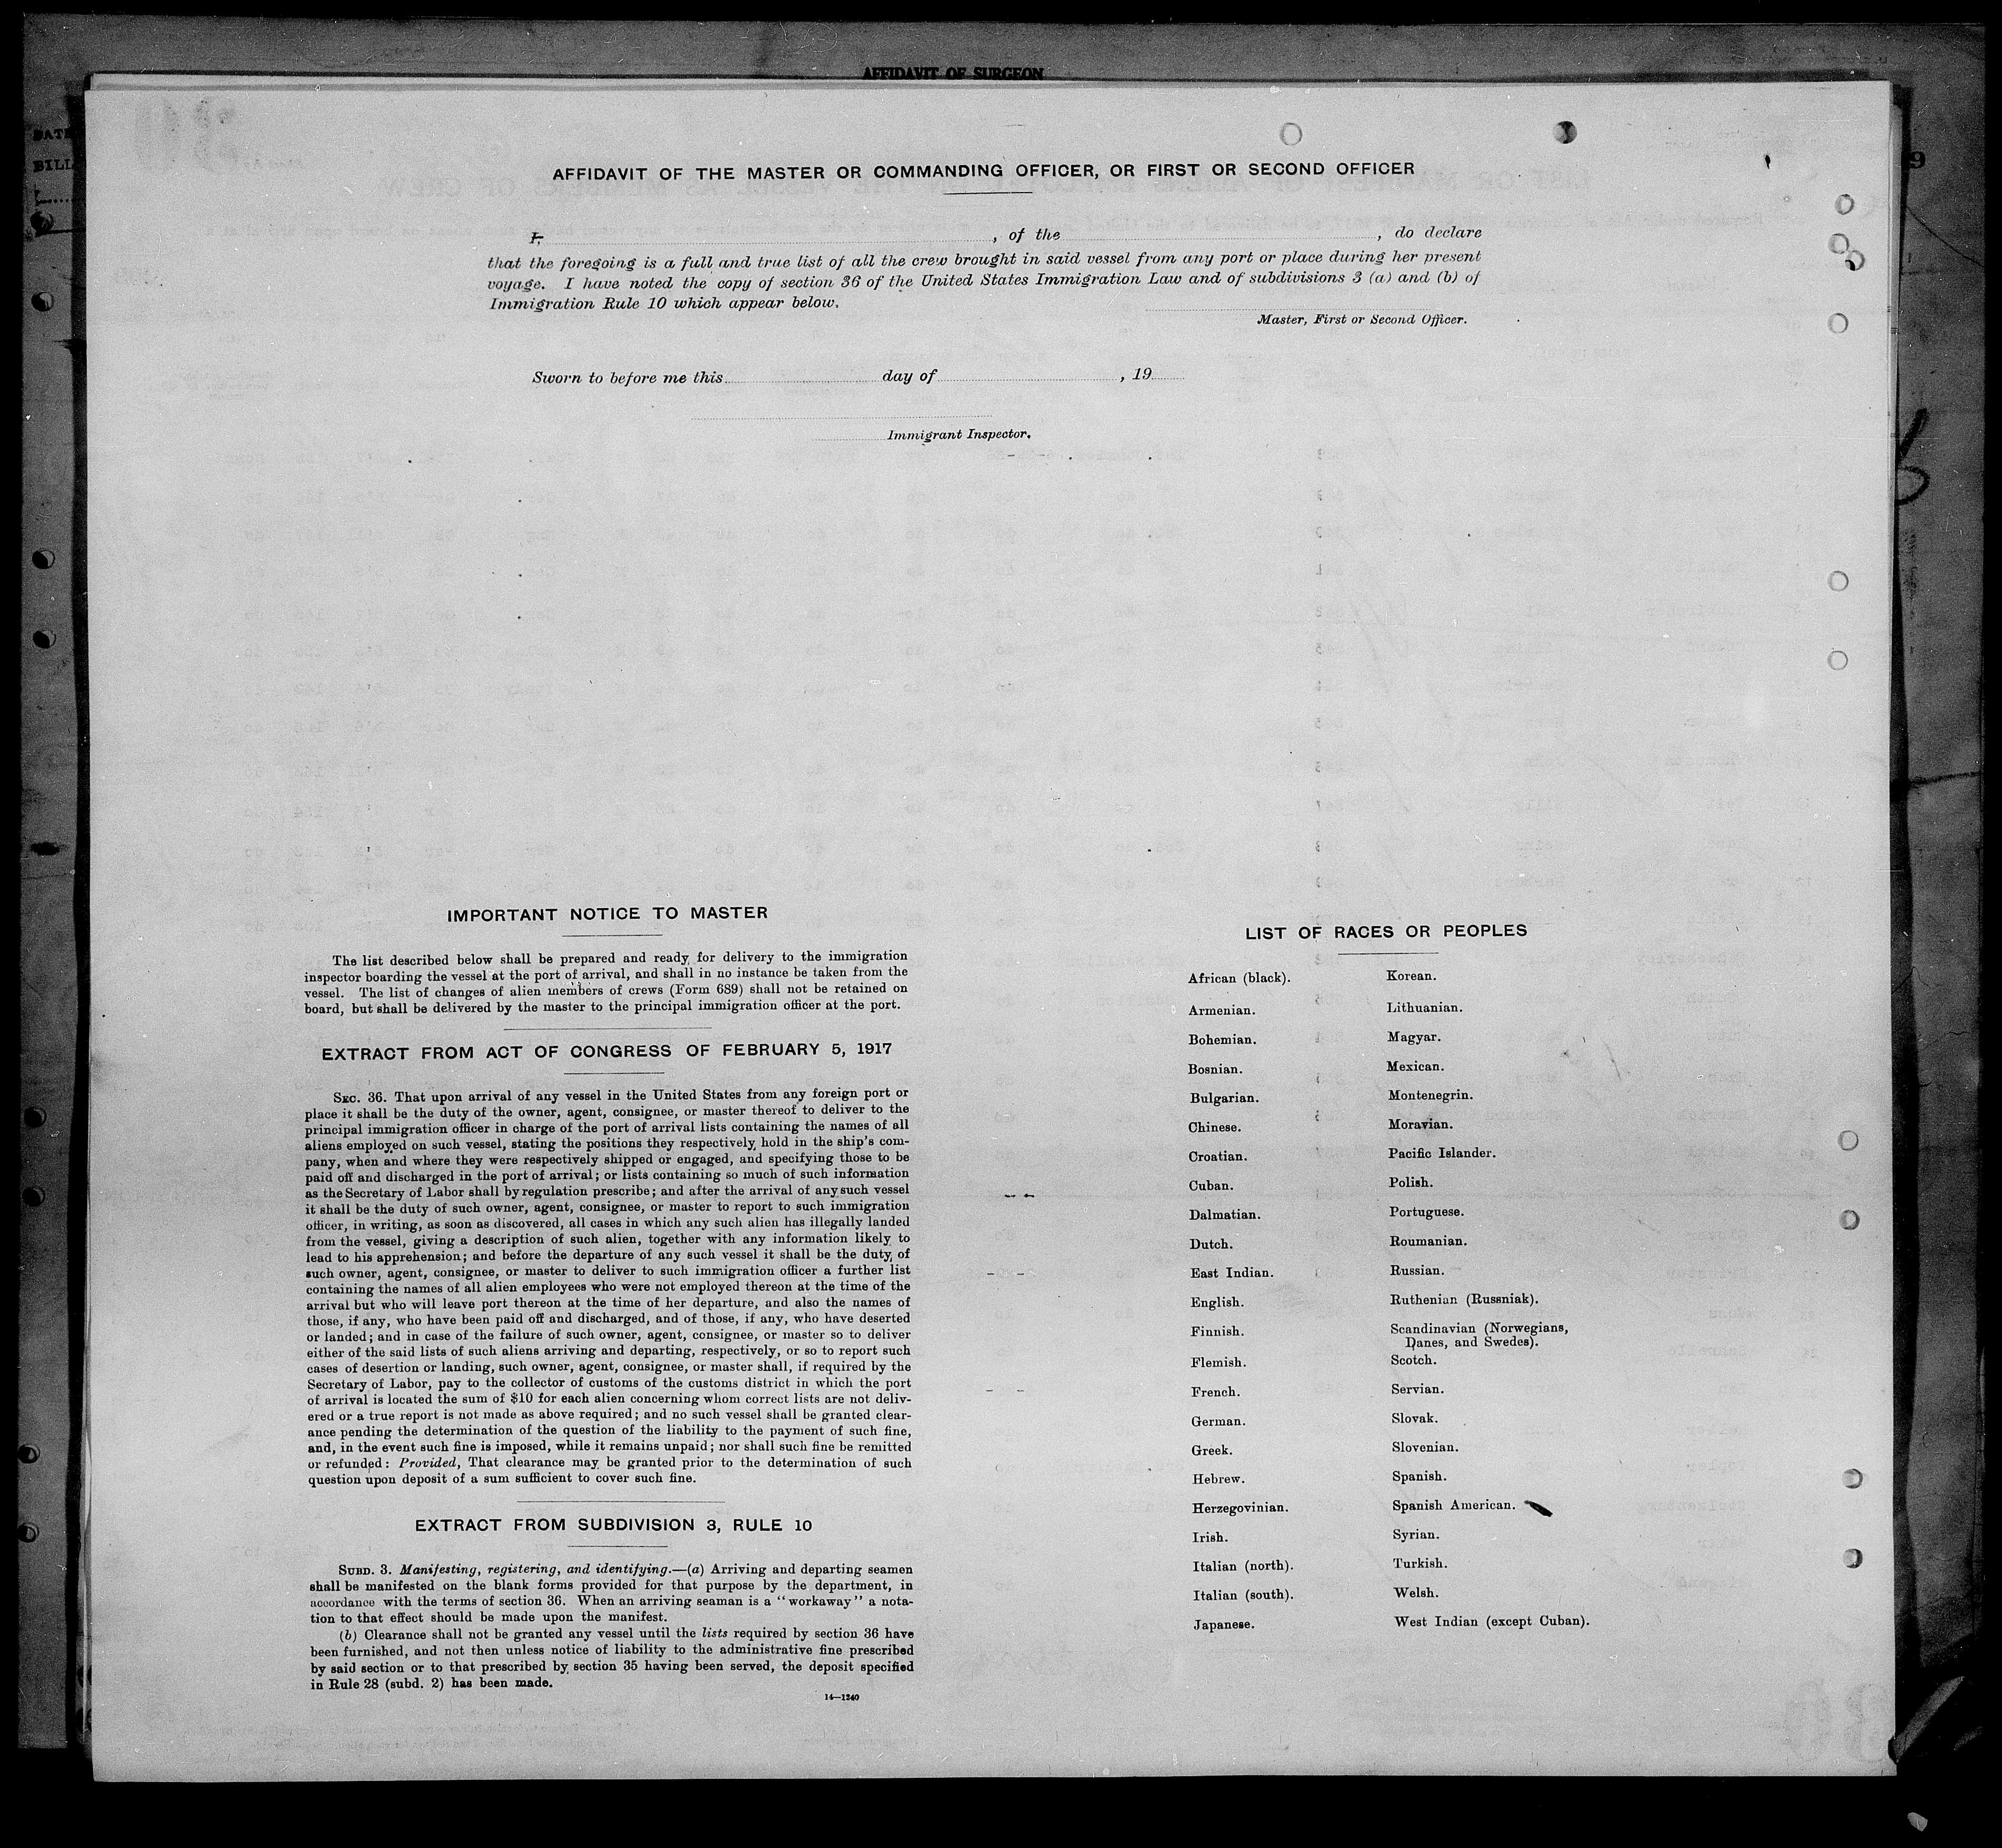 AFFIDAVIT OF SURGEON
DATE
BILL
9
AFFIDAVIT OF THE MASTER OR COMMANDING OFFICER, OR FIRST OR SECOND OFFICER
I, , of the , do declare
that the foregoing is a full and true list of all the crew brought in said vessel from any port or place during her present
voyage. I have noted the copy of section 36 of the United States Immigration Law and of subdivisions 3 (a) and (b) of
Immigration Rule 10 which appear below.
Master, First or Second Officer.
Sworn to before me this day of , 19
Immigrant Inspector.
IMPORTANT NOTICE TO MASTER
The list described below shall be prepared and ready for delivery to the immigration
inspector boarding the vessel at the port of arrival, and shall in no instance be taken from the
vessel. The list of changes of alien members of crews (Form 689) shall not be retained on
board, but shall be delivered by the master to the principal immigration officer at the port.
EXTRACT FROM ACT OF CONGRESS OF FEBRUARY 5, 1917
SEC. 36. That upon arrival of any vessel in the United States from any foreign port or
place it shall be the duty of the owner, agent, consignee, or master thereof to deliver to the
principal immigration officer in charge of the port of arrival lists containing the names of all
aliens employed on such vessel, stating the positions they respectively hold in the ship's com-
pany, when and where they were respectively shipped or engaged, and specifying those to be
paid off and discharged in the port of arrival; or lists containing so much of such information
as the Secretary of Labor shall by regulation prescribe; and after the arrival of any such vessel
it shall be the duty of such owner, agent, consignee, or master to report to such immigration
officer, in writing, as soon as discovered, all cases in which any such alien has illegally landed
from the vessel, giving a description of such alien, together with any information likely to
lead to his apprehension; and before the departure of any such vessel it shall be the duty of
such owner, agent, consignee, or master to deliver to such immigration officer a further list
containing the names of all alien employees who were not employed thereon at the time of the
arrival but who will leave port thereon at the time of her departure, and also the names of
those, if any, who have been paid off and discharged, and of those, if any, who have deserted
or landed; and in case of the failure of such owner, agent, consignee, or master so to deliver
either of the said lists of such aliens arriving and departing, respectively, or so to report such
cases of desertion or landing, such owner, agent, consignee, or master shall, if required by the
Secretary of Labor, pay to the collector of customs of the customs district in which the port
of arrival is located the sum of $10 for each alien concerning whom correct lists are not deliv-
ered or a true report is not made as above required; and no such vessel shall be granted clear-
ance pending the determination of the question of the liability to the payment of such fine,
and, in the event such fine is imposed, while it remains unpaid; nor shall such fine be remitted
or refunded: Provided, That clearance may be granted prior to the determination of such
question upon deposit of a sum sufficient to cover such fine.
EXTRACT FROM SUBDIVISION 3, RULE 10
SUBD. 3. Manifesting, registering, and identifying.—(a) Arriving and departing seamen
shall be manifested on the blank forms provided for that purpose by the department, in
accordance with the terms of section 36. When an arriving seaman is a "workaway" a nota-
tion to that effect should be made upon the manifest.
(b) Clearance shall not be granted any vessel until the lists required by section 36 have
been furnished, and not then unless notice of liability to the administrative fine prescribed
by said section or to that prescribed by section 35 having been served, the deposit specified
in Rule 28 (subd. 2) has been made.
14—1240
LIST OF RACES OR PEOPLES
African (black).
Armenian.
Bohemian.
Bosnian.
Bulgarian.
Chinese.
Croatian.
Cuban.
Dalmatian.
Dutch.
East Indian.
English.
Finnish.
Flemish.
French.
German.
Greek.
Hebrew.
Herzegovinian.
Irish.
Italian (north).
Italian (south).
Japanese.
Korean.
Lithuanian.
Magyar.
Mexican.
Montenegrin.
Moravian.
Pacific Islander.
Polish.
Portuguese.
Roumanian.
Russian.
Ruthenian (Russniak).
Scandinavian (Norwegians,
Danes, and Swedes).
Scotch.
Servian.
Slovak.
Slovenian.
Spanish.
Spanish American.
Syrian.
Turkish.
Welsh.
West Indian (except Cuban).